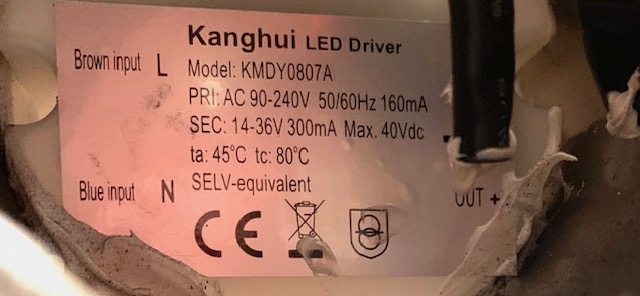 Kanghui LED Driver
Brown input L
Model: KMDY0807A
PRI: AC 90-240V 50/60Hz 160mA
SEC: 14-36V 300mA Max. 40Vdc
ta: 45°C tc: 80°C
Blue input N
SELV-equivalent
OUT +
CE